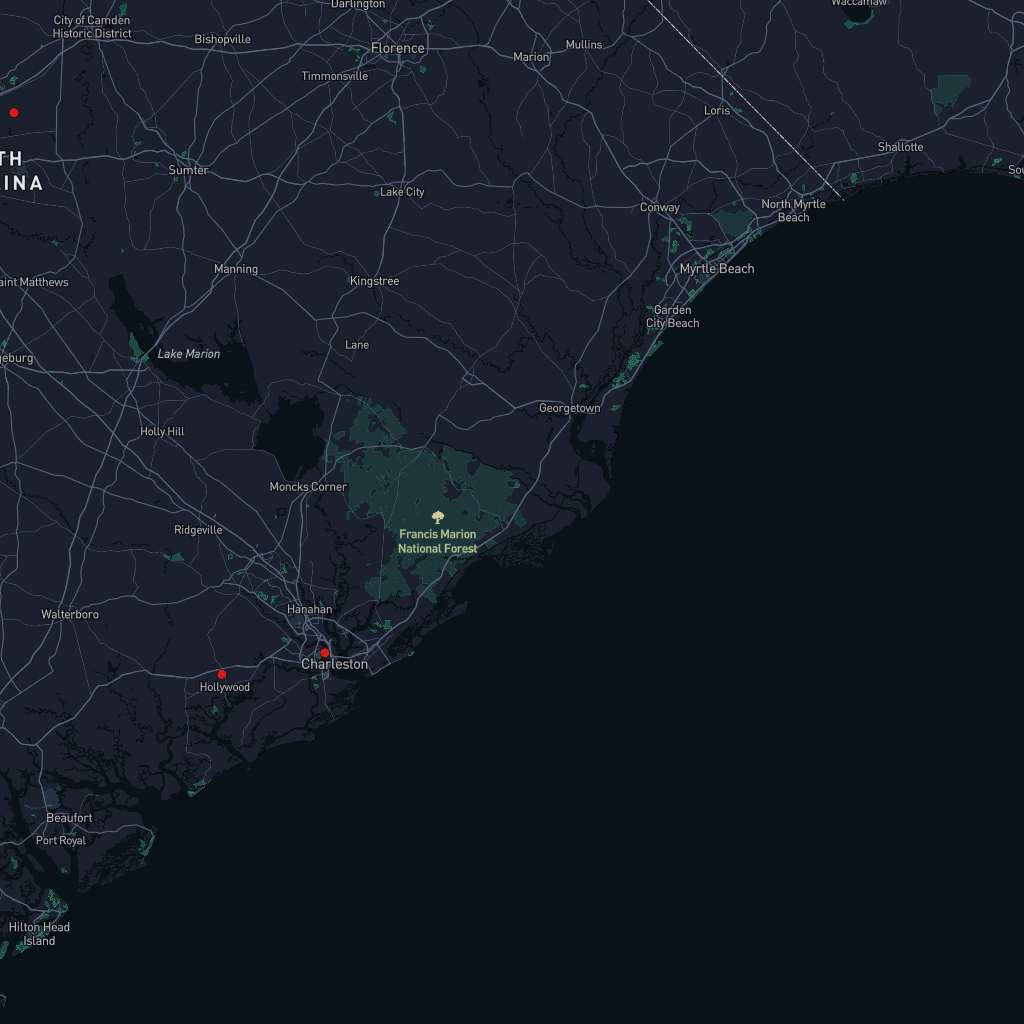 Darlington
Waccamaw
City of Camden
Historic District
Bishopville
Florence
Mullins
Marion
Timmonsville
Loris
Shallotte
TH
INA
Sumter
Lake City
Conway
North Myrtle
Beach
Manning
Kingstree
Myrtle Beach
aint Matthews
Garden
City Beach
Lane
Lake Marion
geburg
Georgetown
Holly Hill
Moncks Corner
Ridgeville
Francis Marion
National Forest
Walterboro
Hanahan
Charleston
Hollywood
Beaufort
Port Royal
Hilton Head
Island